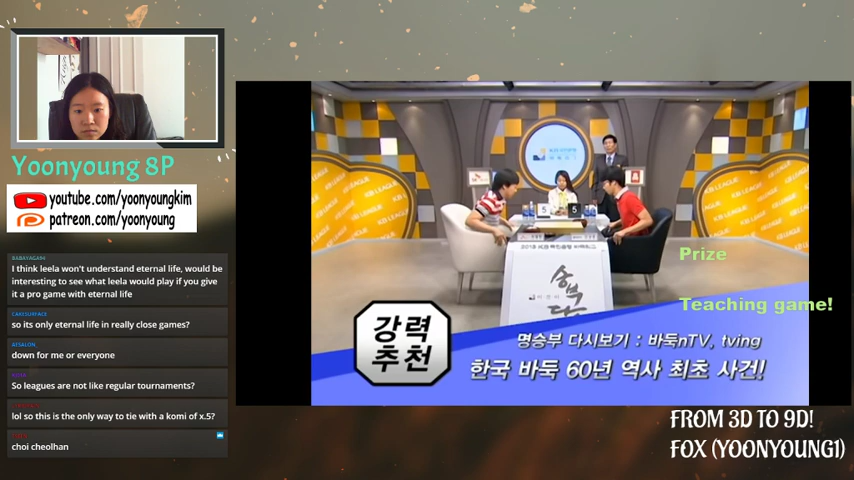 Yoonyoung 8P
youtube.com/yoonyoungkim
patreon.com/yoonyoung
I think leela won't understand eternal life, would be
interesting to see what leela would play if you give
it a pro game with eternal life
so its only eternal life in really close games?
down for me or everyone
So leagues are not like regular tournaments?
lol so this is the only way to tie with a komi of x.5?
choi cheolhan
KB LEAGUE
KB LEAGUE
5
5
강력
추천
명승부 다시보기 : 바둑nTV, tving
한국 바둑 60년 역사 최초 사건!
Prize
Teaching game!
FROM 3D TO 9D!
FOX (YOONYOUNG1)